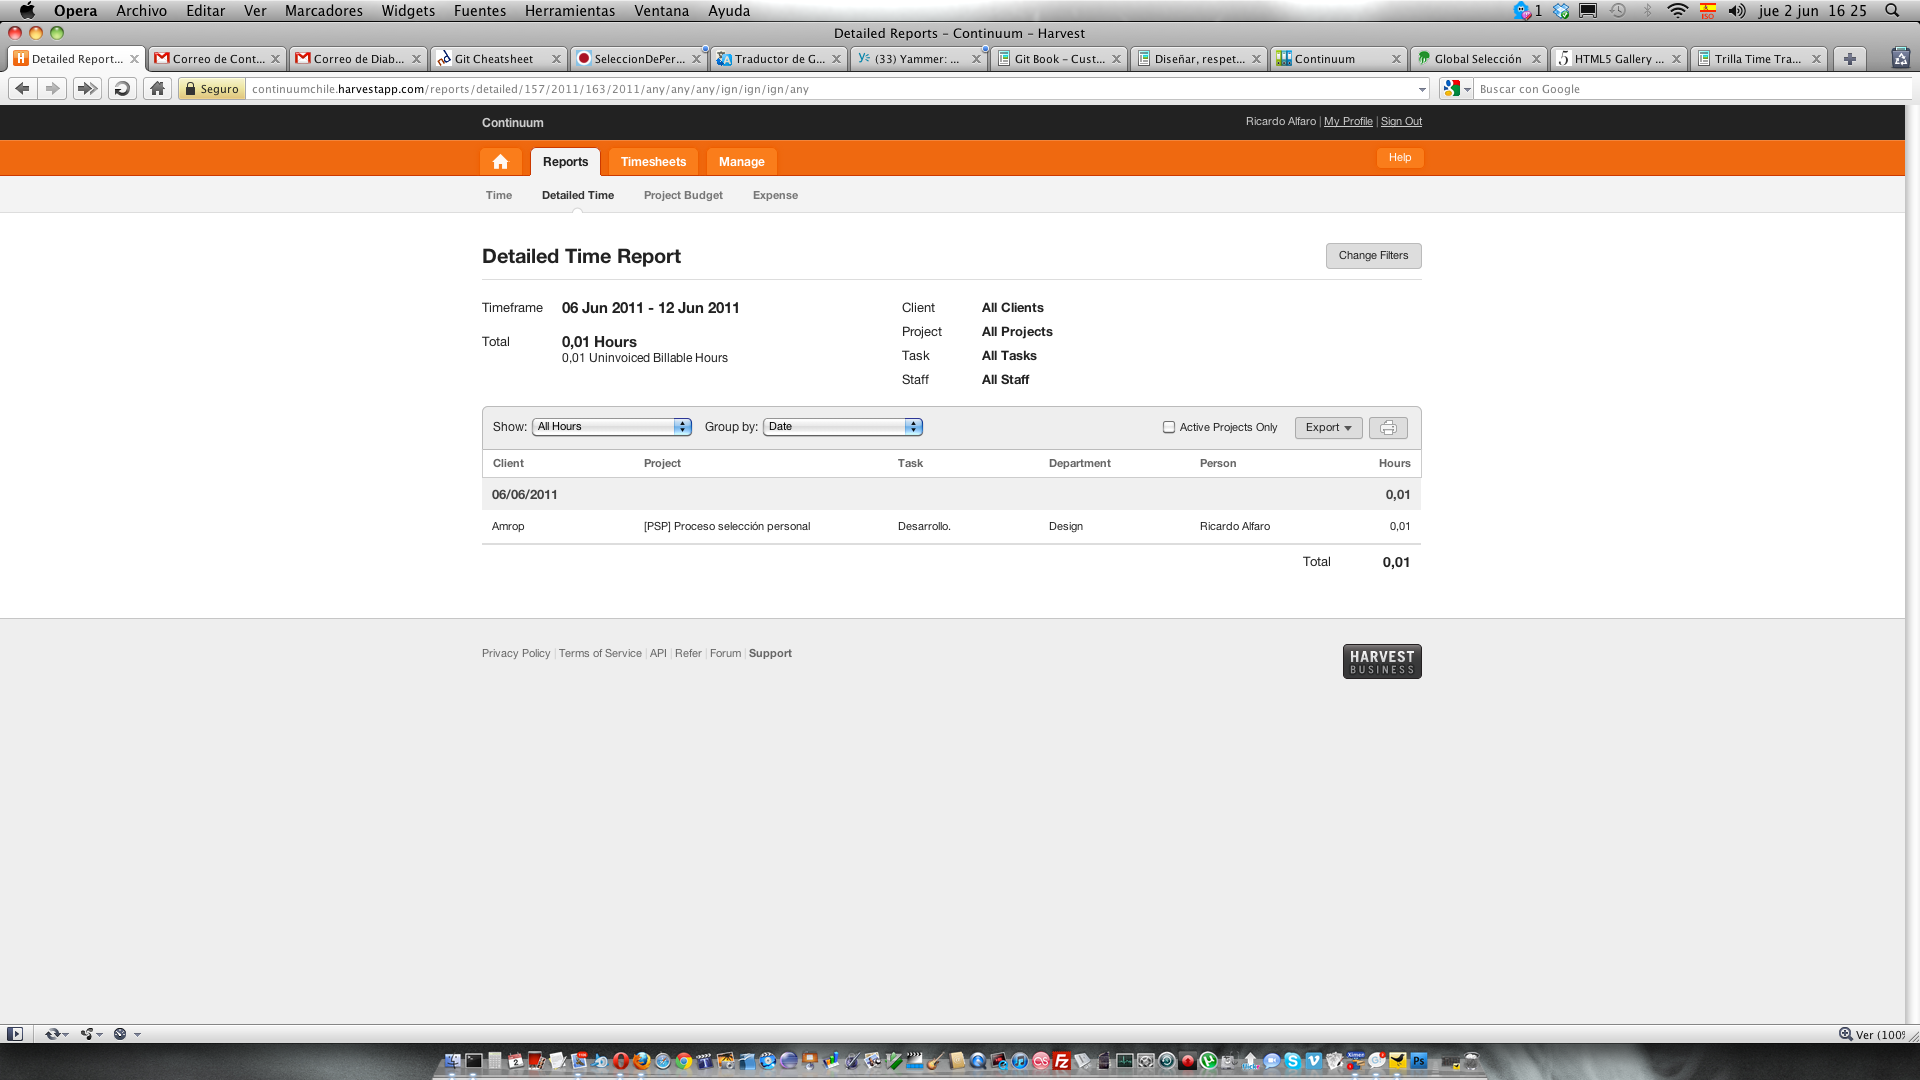 Opera Archivo Editar Ver Marcadores Widgets Fuentes Herramientas Ventana Ayuda 1 ISO jue 2 jun 16 25
Detailed Reports – Continuum – Harvest
Detailed Report... Correo de Cont... Correo de Diab... Git Cheatsheet SeleccionDePer... Traductor de G... (33) Yammer: ... Git Book – Cust... Diseñar, respet... Continuum Global Selección HTML5 Gallery ... Trilla Time Tra...
Seguro continuumchile.harvestapp.com/reports/detailed/157/2011/163/2011/any/any/any/ign/ign/ign/any Buscar con Google
Continuum Ricardo Alfaro | My Profile | Sign Out
Reports Timesheets Manage Help
Time Detailed Time Project Budget Expense
Detailed Time Report Change Filters
Timeframe 06 Jun 2011 - 12 Jun 2011 Client All Clients
Project All Projects
Total 0,01 Hours
0,01 Uninvoiced Billable Hours
Task All Tasks
Staff All Staff
Show: All Hours Group by: Date Active Projects Only Export
Client Project Task Department Person Hours
06/06/2011 0,01
Amrop [PSP] Proceso selección personal Desarrollo. Design Ricardo Alfaro 0,01
Total 0,01
Privacy Policy | Terms of Service | API | Refer | Forum | Support
HARVEST
BUSINESS
Ver (100%